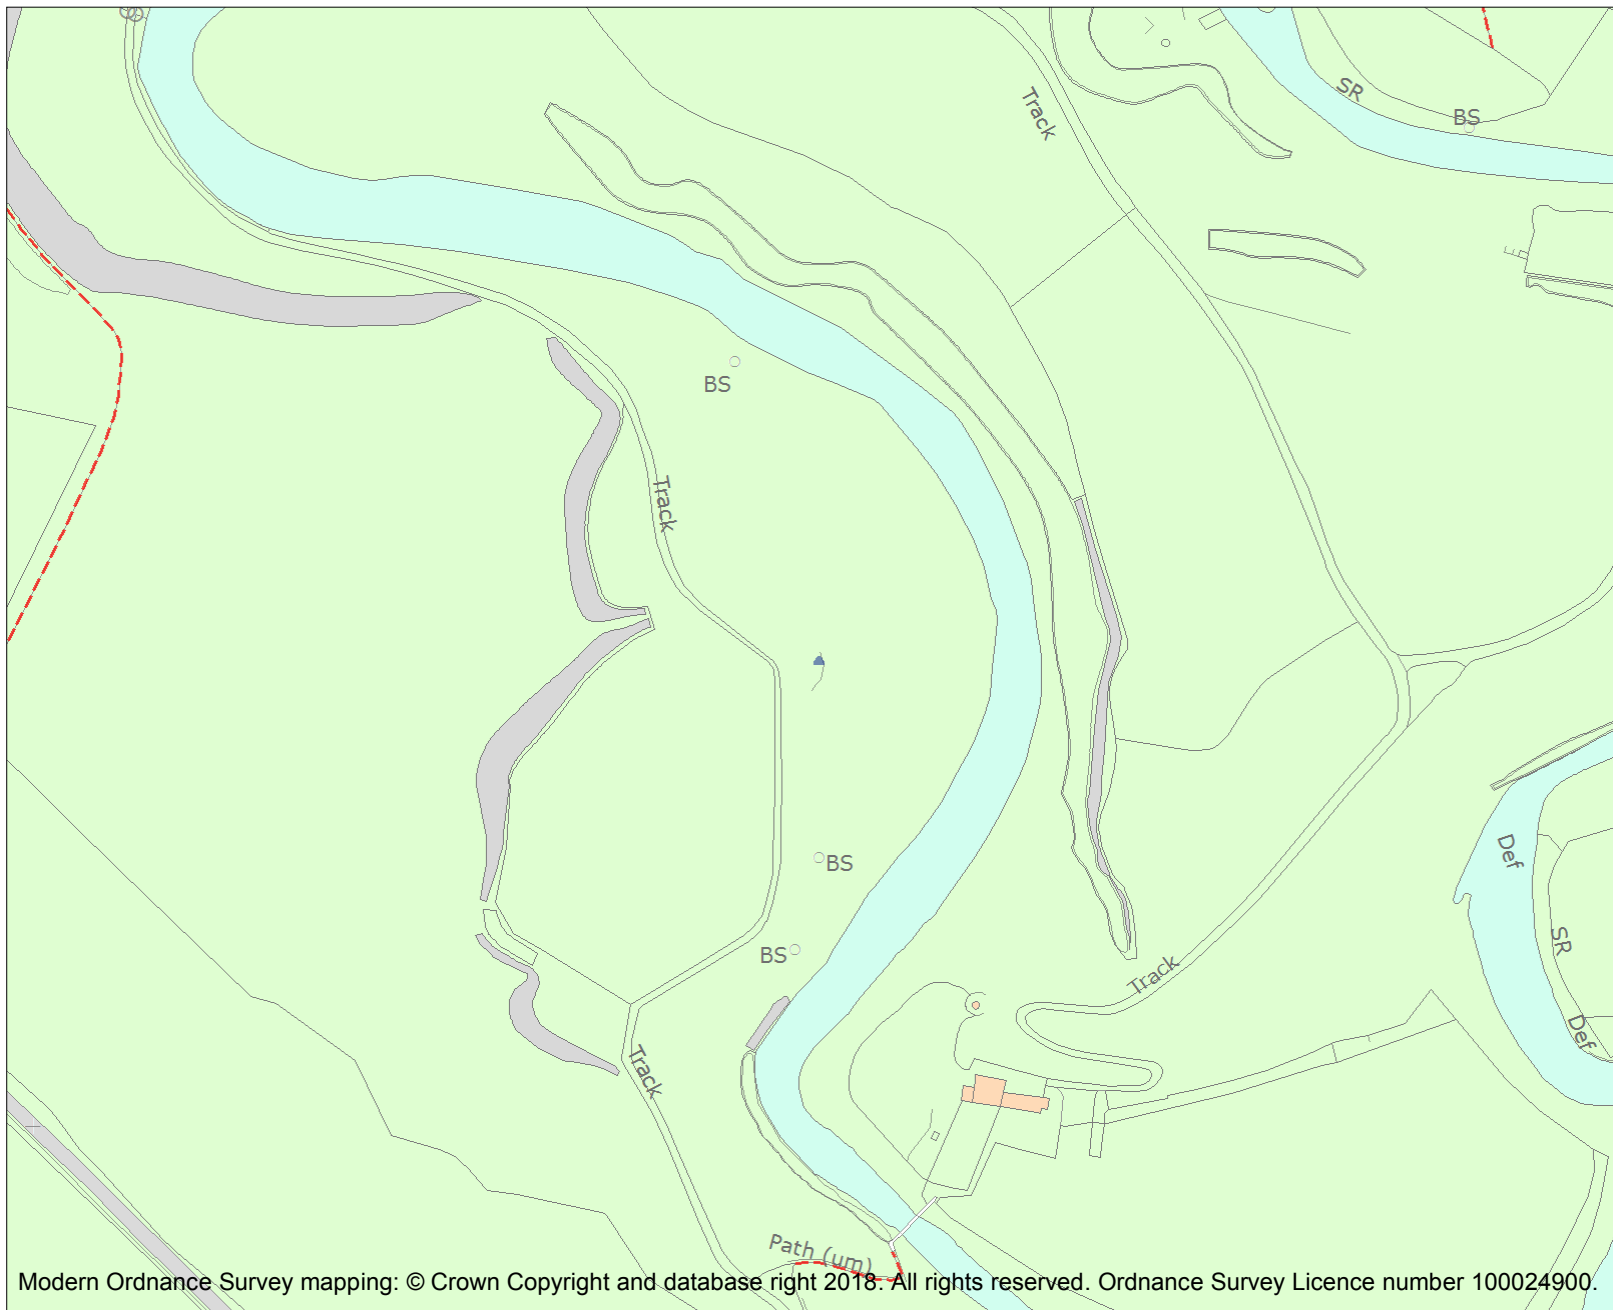 Track
SR
BS
BS
Track
BS
Def
BS
SR
Track
Def
Track
Path (um)
Modern Ordnance Survey mapping: © Crown Copyright and database right 2018. All rights reserved. Ordnance Survey Licence number 100024900.